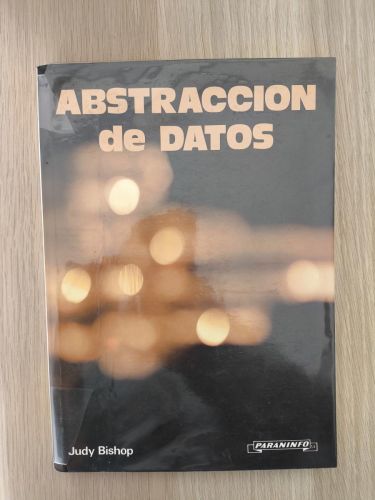 ABSTRACCION
de DATOS
Judy Bishop
PARANINFO